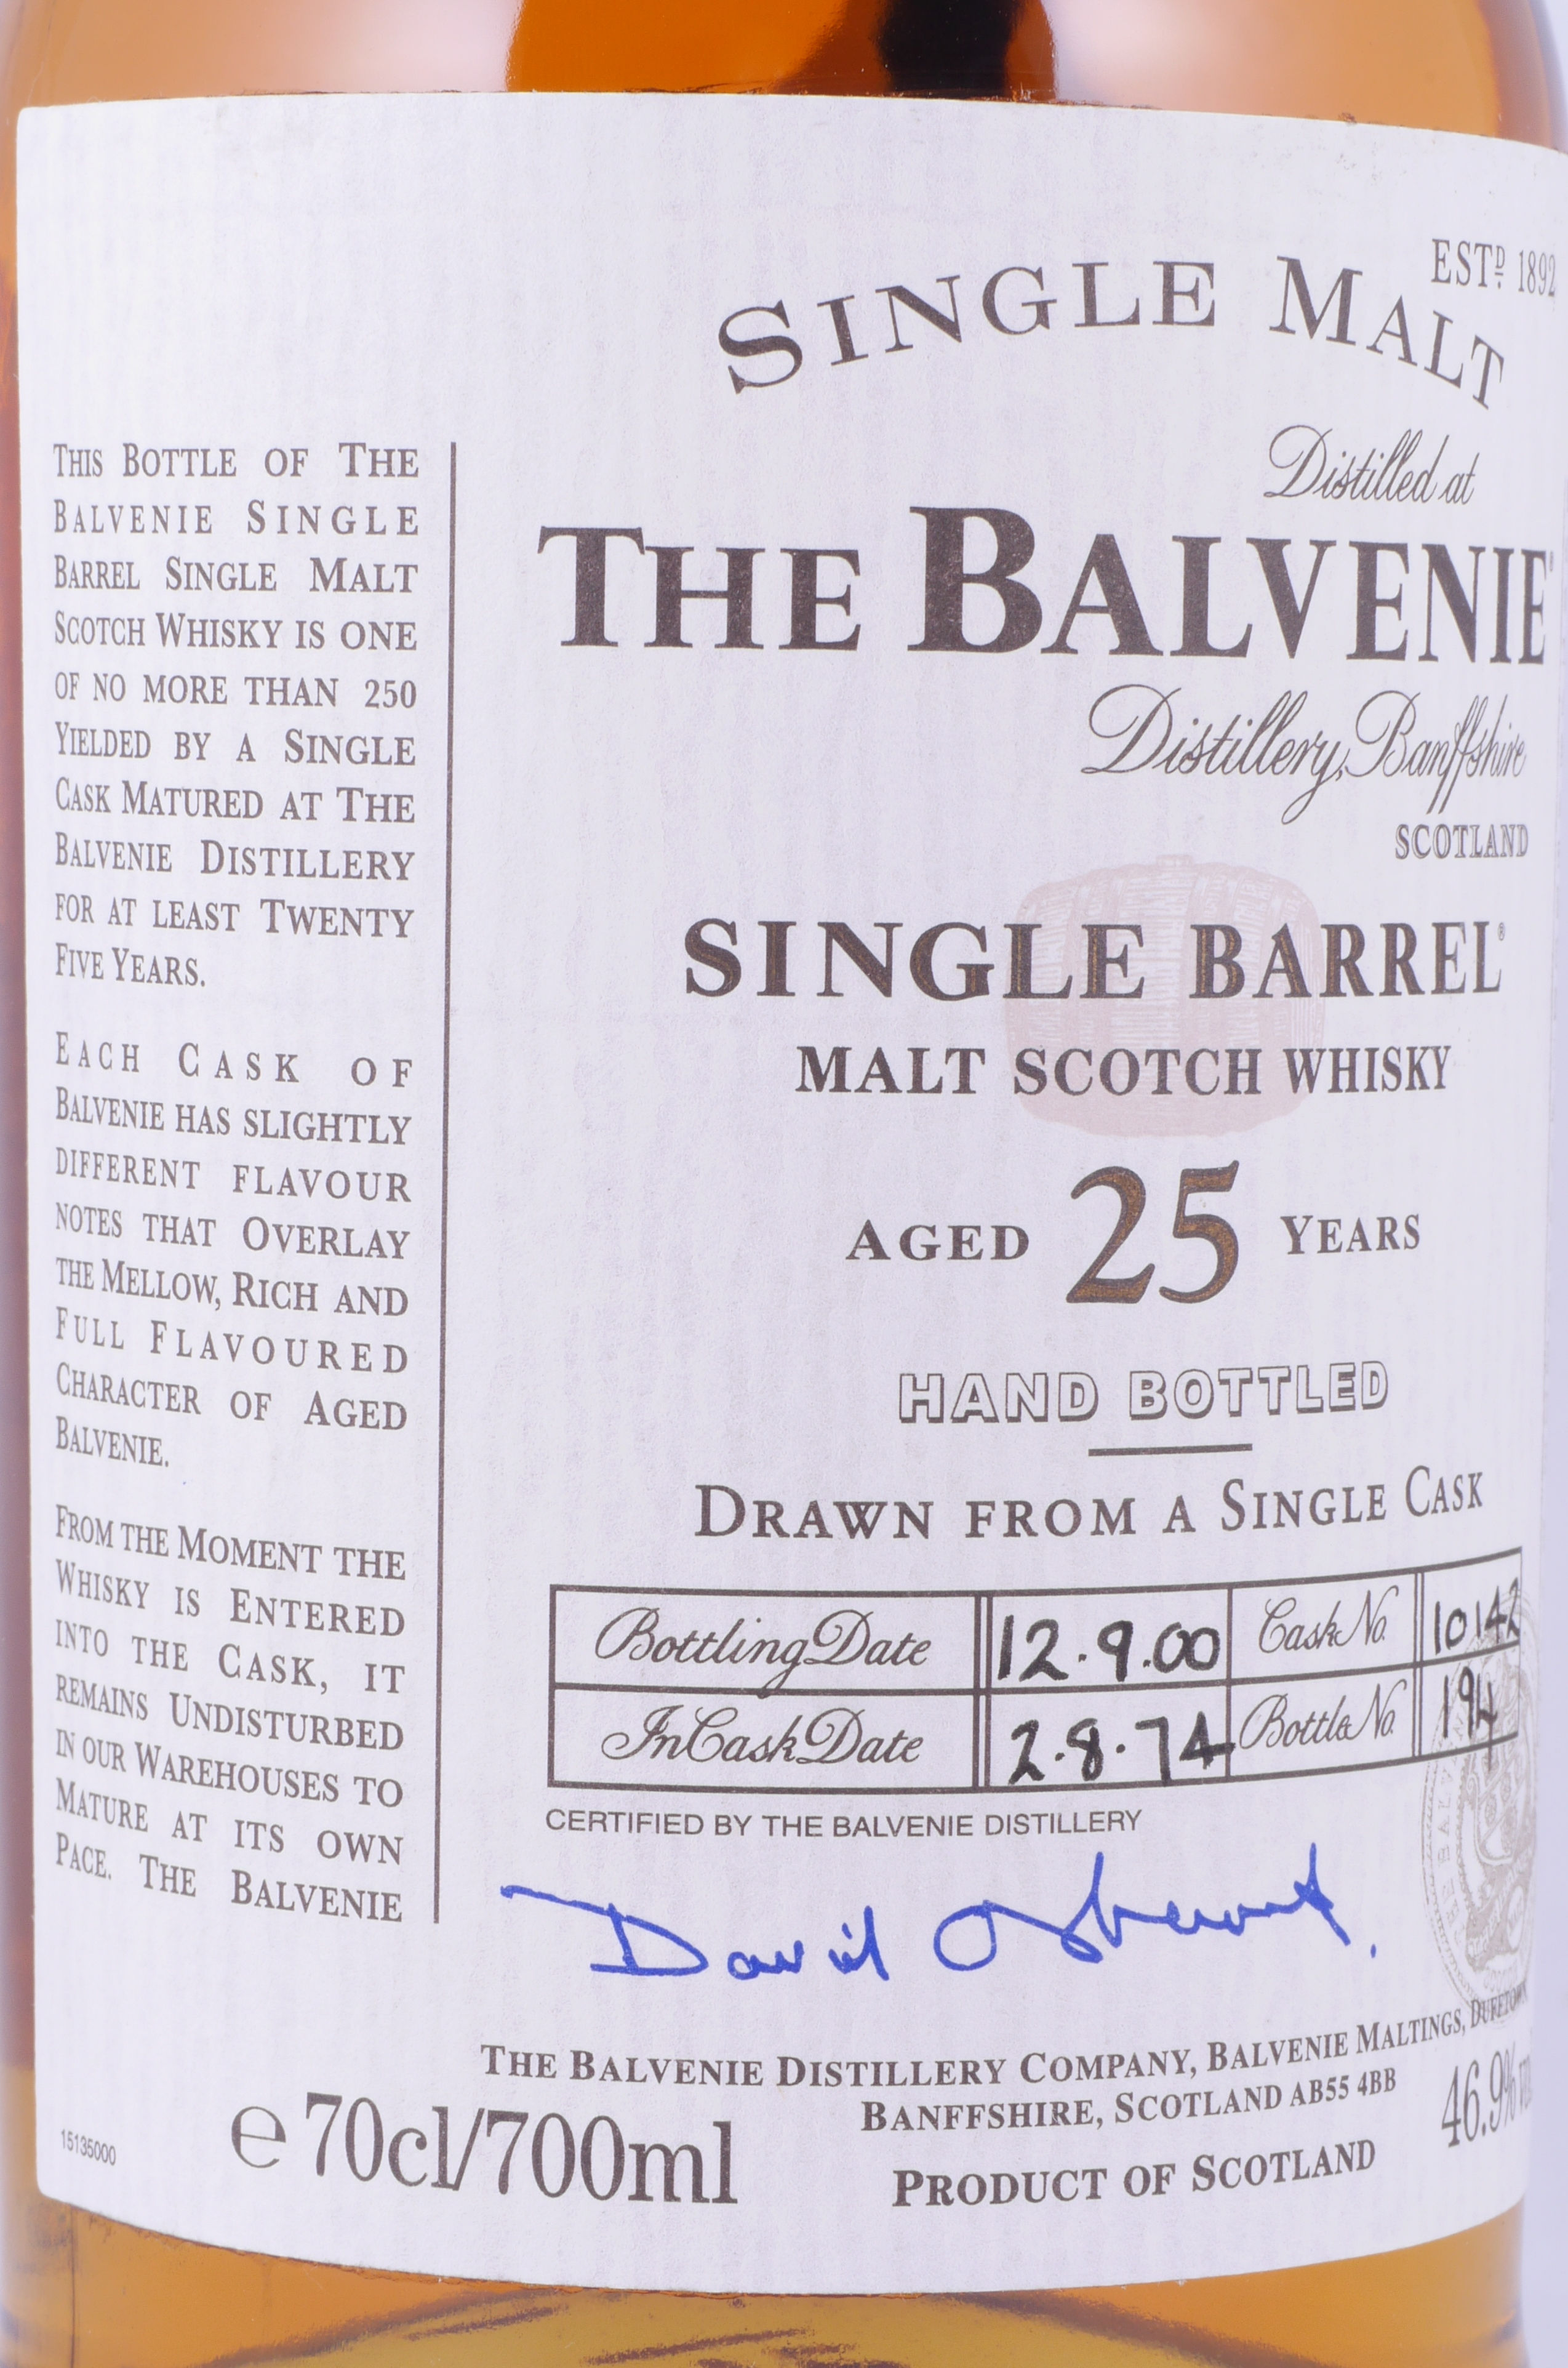 ESTD. 1892
SINGLE MALT
Distilled at
THE BALVENIE
Distillery, Banffshire
SCOTLAND
SINGLE BARREL®
MALT SCOTCH WHISKY
AGED 25 YEARS
HAND BOTTLED
DRAWN FROM A SINGLE CASK
Bottling Date 12.9.00 Cask No. 10142
In Cask Date 2.8.74 Bottle No. 194
CERTIFIED BY THE BALVENIE DISTILLERY
David
THE BALVENIE DISTILLERY COMPANY, BALVENIE MALTINGS, DUFFTOWN
BANFFSHIRE, SCOTLAND AB55 4BB
46.9%
PRODUCT OF SCOTLAND
e 70cl/700ml
15135000
THIS BOTTLE OF THE
BALVENIE SINGLE
BARREL SINGLE MALT
SCOTCH WHISKY IS ONE
OF NO MORE THAN 250
YIELDED BY A SINGLE
CASK MATURED AT THE
BALVENIE DISTILLERY
FOR AT LEAST TWENTY
FIVE YEARS.
EACH CASK OF
BALVENIE HAS SLIGHTLY
DIFFERENT FLAVOUR
NOTES THAT OVERLAY
THE MELLOW, RICH AND
FULL FLAVOURED
CHARACTER OF AGED
BALVENIE.
FROM THE MOMENT THE
WHISKY IS ENTERED
INTO THE CASK, IT
REMAINS UNDISTURBED
IN OUR WAREHOUSES TO
MATURE AT ITS OWN
PACE. THE BALVENIE